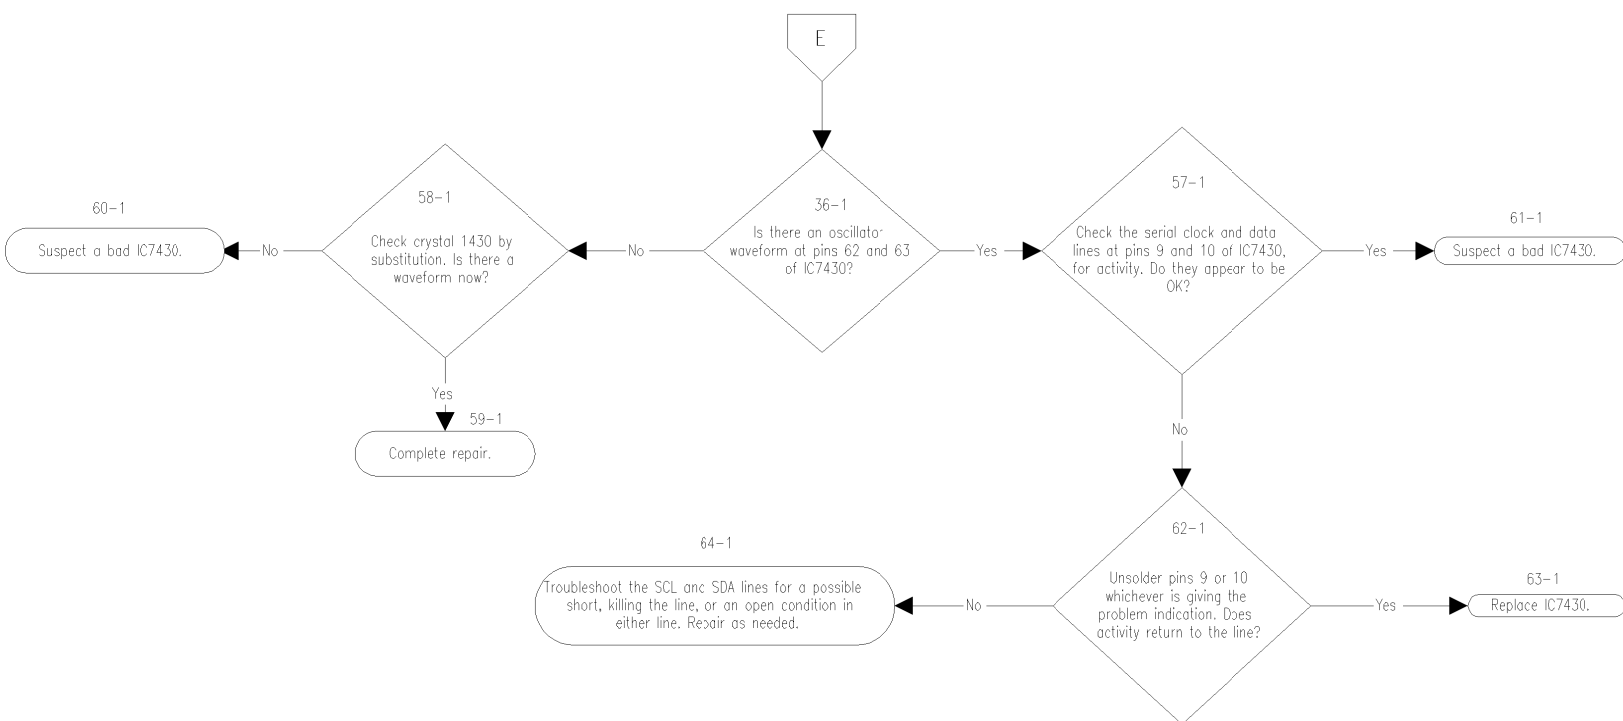 E
36-1
Is there an oscillator
waveform at pins 62 and 63
of IC7430?
No
Yes
58-1
Check crystal 1430 by
substitution. Is there a
waveform now?
No
60-1
Suspect a bad IC7430.
Yes
59-1
Complete repair.
57-1
Check the serial clock and data
lines at pins 9 and 10 of IC7430,
for activity. Do they appear to be
OK?
Yes
61-1
Suspect a bad IC7430.
No
62-1
Unsolder pins 9 or 10
whichever is giving the
problem indication. Does
activity return to the line?
No
64-1
Troubleshoot the SCL and SDA lines for a possible
short, killing the line, or an open condition in
either line. Repair as needed.
Yes
63-1
Replace IC7430.